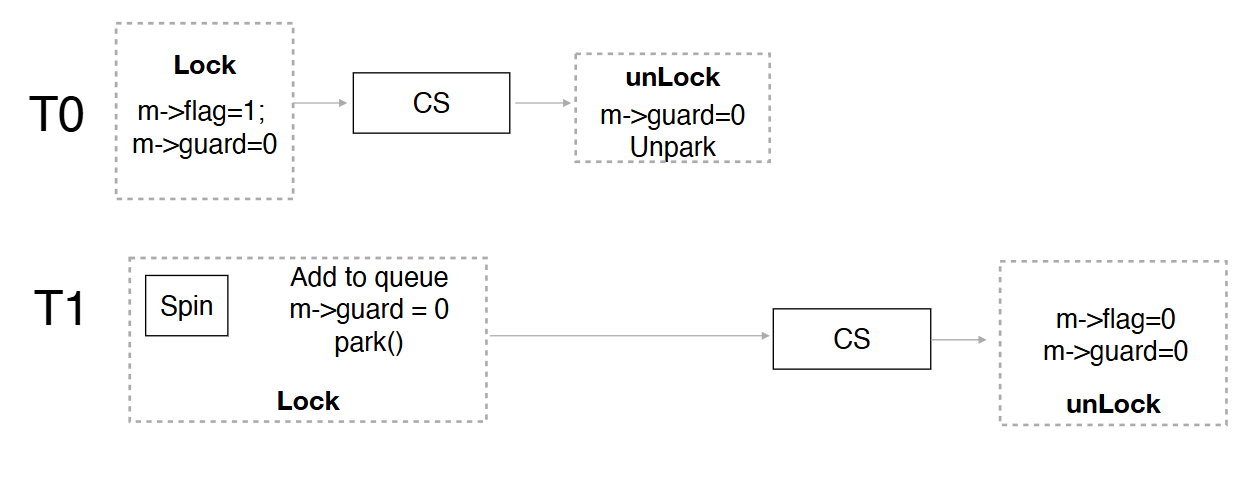 T0
Lock
m->flag=1;
m->guard=0
CS
unLock
m->guard=0
Unpark
T1
Spin
Add to queue
m->guard = 0
park()
Lock
CS
m->flag=0
m->guard=0
unLock